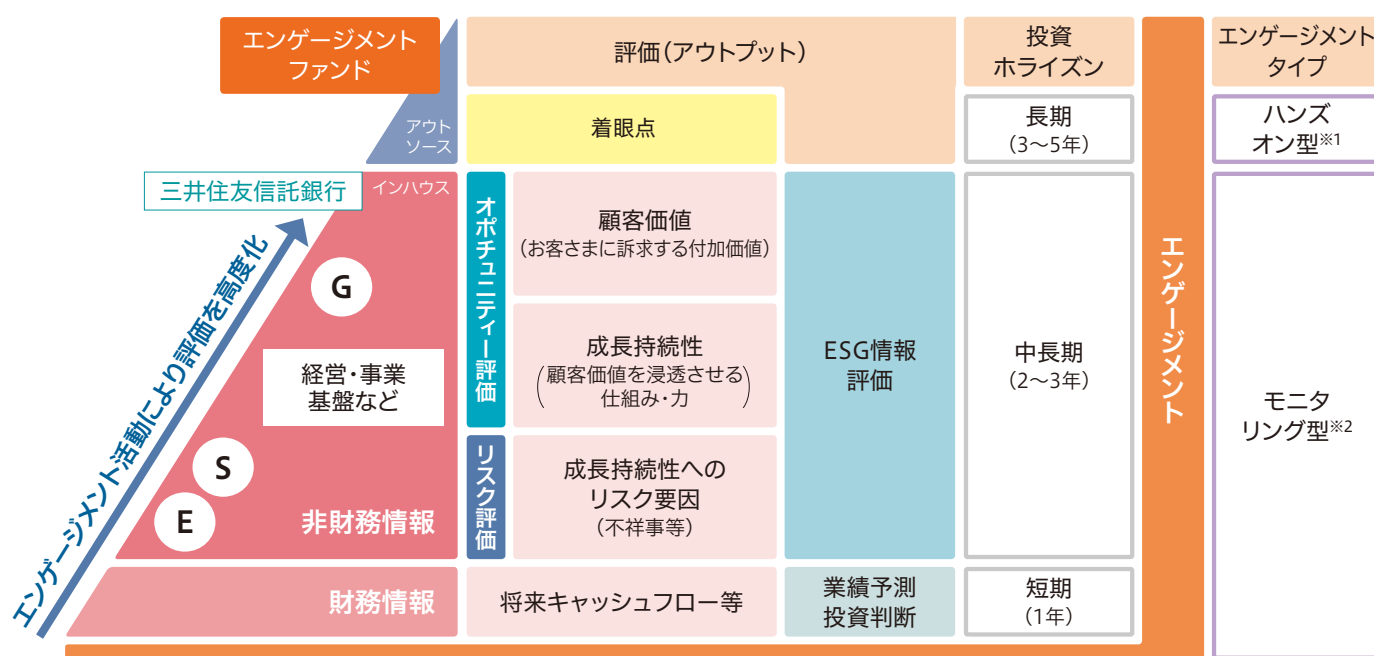 エンゲージメント
ファンド
評価（アウトプット）
投資
ホライズン
エンゲージメント
タイプ
アウト
ソース
着眼点
長期
（3〜5年）
ハンズ
オン型※1
三井住友信託銀行
インハウス
エンゲージメント活動により評価を高度化
G
経営・事業
基盤など
S
E
非財務情報
オポチュニティー評価
顧客価値
（お客さまに訴求する付加価値）
成長持続性
（顧客価値を浸透させる
仕組み・力）
リスク評価
成長持続性への
リスク要因
（不祥事等）
ESG情報
評価
中長期
（2〜3年）
エンゲージメント
モニタ
リング型※2
財務情報
将来キャッシュフロー等
業績予測
投資判断
短期
（1年）